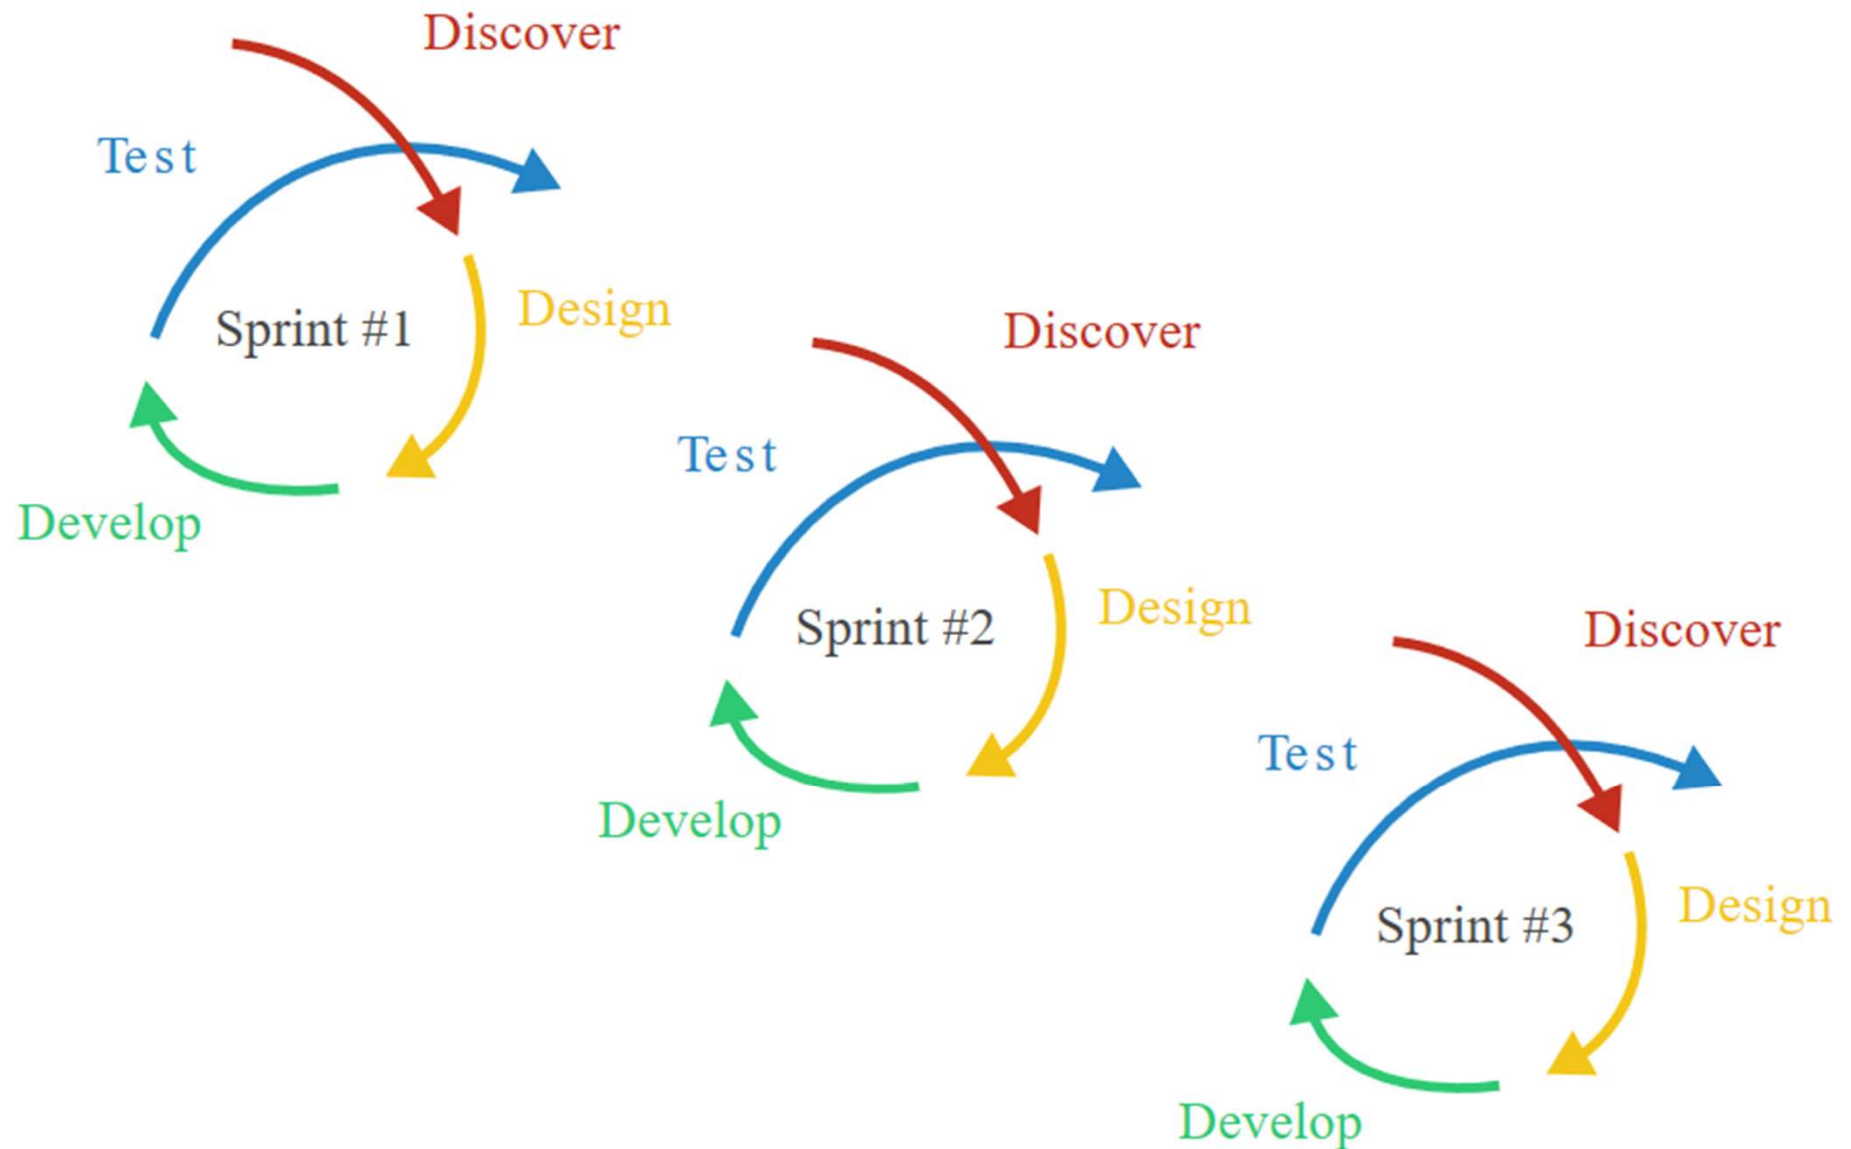 Discover
Test
Sprint #1
Design
Develop
Discover
Test
Sprint #2
Design
Develop
Discover
Test
Sprint #3
Design
Develop